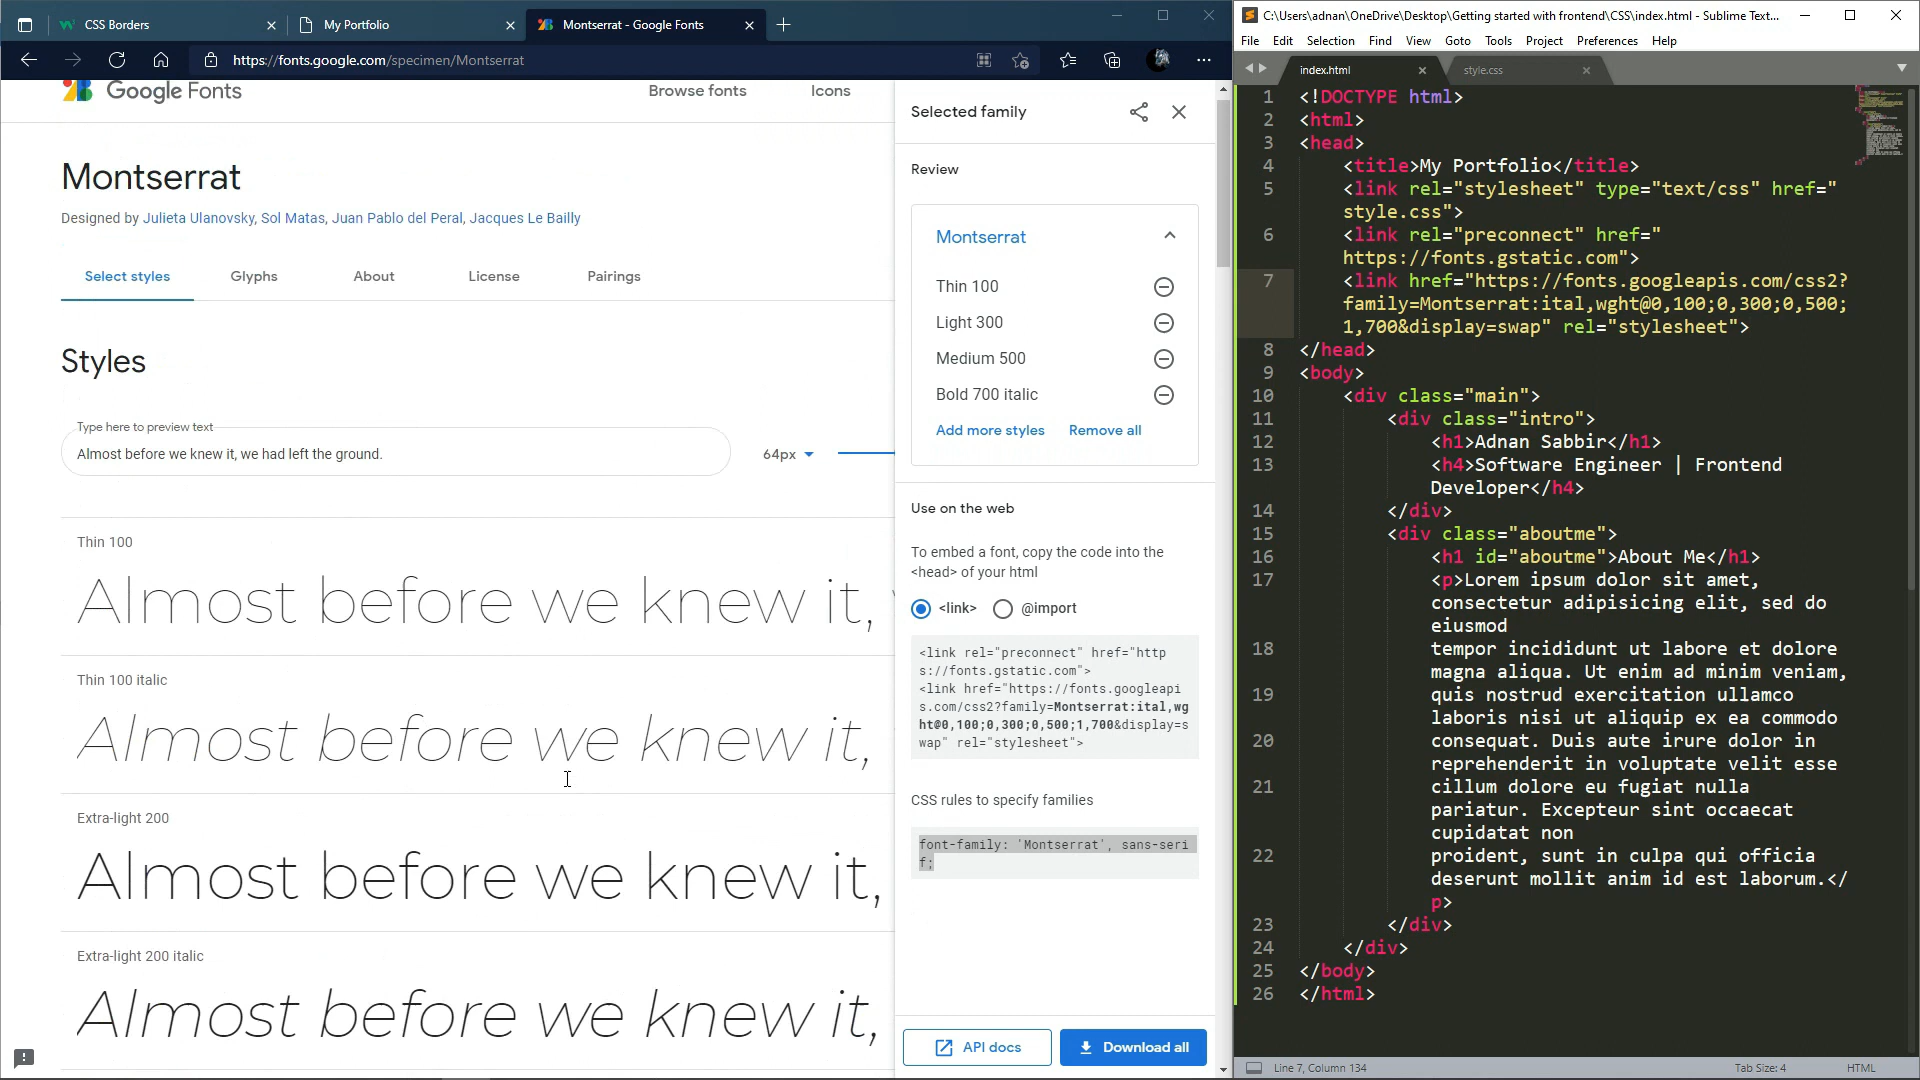 CSS Borders
My Portfolio
Montserrat - Google Fonts
https://fonts.google.com/specimen/Montserrat
Google Fonts
Browse fonts
Icons
Montserrat
Designed by Julieta Ulanovsky, Sol Matas, Juan Pablo del Peral, Jacques Le Bailly
Select styles
Glyphs
About
License
Pairings
Styles
Type here to preview text
Almost before we knew it, we had left the ground.
64px
Thin 100
Almost before we knew it,
Thin 100 italic
Almost before we knew it,
Extra-light 200
Almost before we knew it,
Extra-light 200 italic
Almost before we knew it,
Selected family
Review
Montserrat
Thin 100
Light 300
Medium 500
Bold 700 italic
Add more styles
Remove all
Use on the web
To embed a font, copy the code into the
<head> of your html
<link>
@import
<link rel="preconnect" href="http
s://fonts.gstatic.com">
<link href="https://fonts.googleapi
s.com/css2?family=Montserrat:ital,wg
ht@0,100;0,300;0,500;1,700&display=s
wap" rel="stylesheet">
CSS rules to specify families
font-family: 'Montserrat', sans-seri
f;
API docs
Download all
C:\Users\adnan\OneDrive\Desktop\Getting started with frontend\CSS\index.html - Sublime Text...
File Edit Selection Find View Goto Tools Project Preferences Help
index.html
style.css
1 <!DOCTYPE html>
2 <html>
3 <head>
4 <title>My Portfolio</title>
5 <link rel="stylesheet" type="text/css" href="
style.css">
6 <link rel="preconnect" href="
https://fonts.gstatic.com">
7 <link href="https://fonts.googleapis.com/css2?
family=Montserrat:ital,wght@0,100;0,300;0,500;
1,700&display=swap" rel="stylesheet">
8 </head>
9 <body>
10 <div class="main">
11 <div class="intro">
12 <h1>Adnan Sabbir</h1>
13 <h4>Software Engineer | Frontend
Developer</h4>
14 </div>
15 <div class="aboutme">
16 <h1 id="aboutme">About Me</h1>
17 <p>Lorem ipsum dolor sit amet,
consectetur adipisicing elit, sed do
eiusmod
18 tempor incididunt ut labore et dolore
magna aliqua. Ut enim ad minim veniam,
19 quis nostrud exercitation ullamco
laboris nisi ut aliquip ex ea commodo
20 consequat. Duis aute irure dolor in
reprehenderit in voluptate velit esse
21 cillum dolore eu fugiat nulla
pariatur. Excepteur sint occaecat
cupidatat non
22 proident, sunt in culpa qui officia
deserunt mollit anim id est laborum.</
p>
23 </div>
24 </div>
25 </body>
26 </html>
Line 7, Column 134
Tab Size: 4
HTML